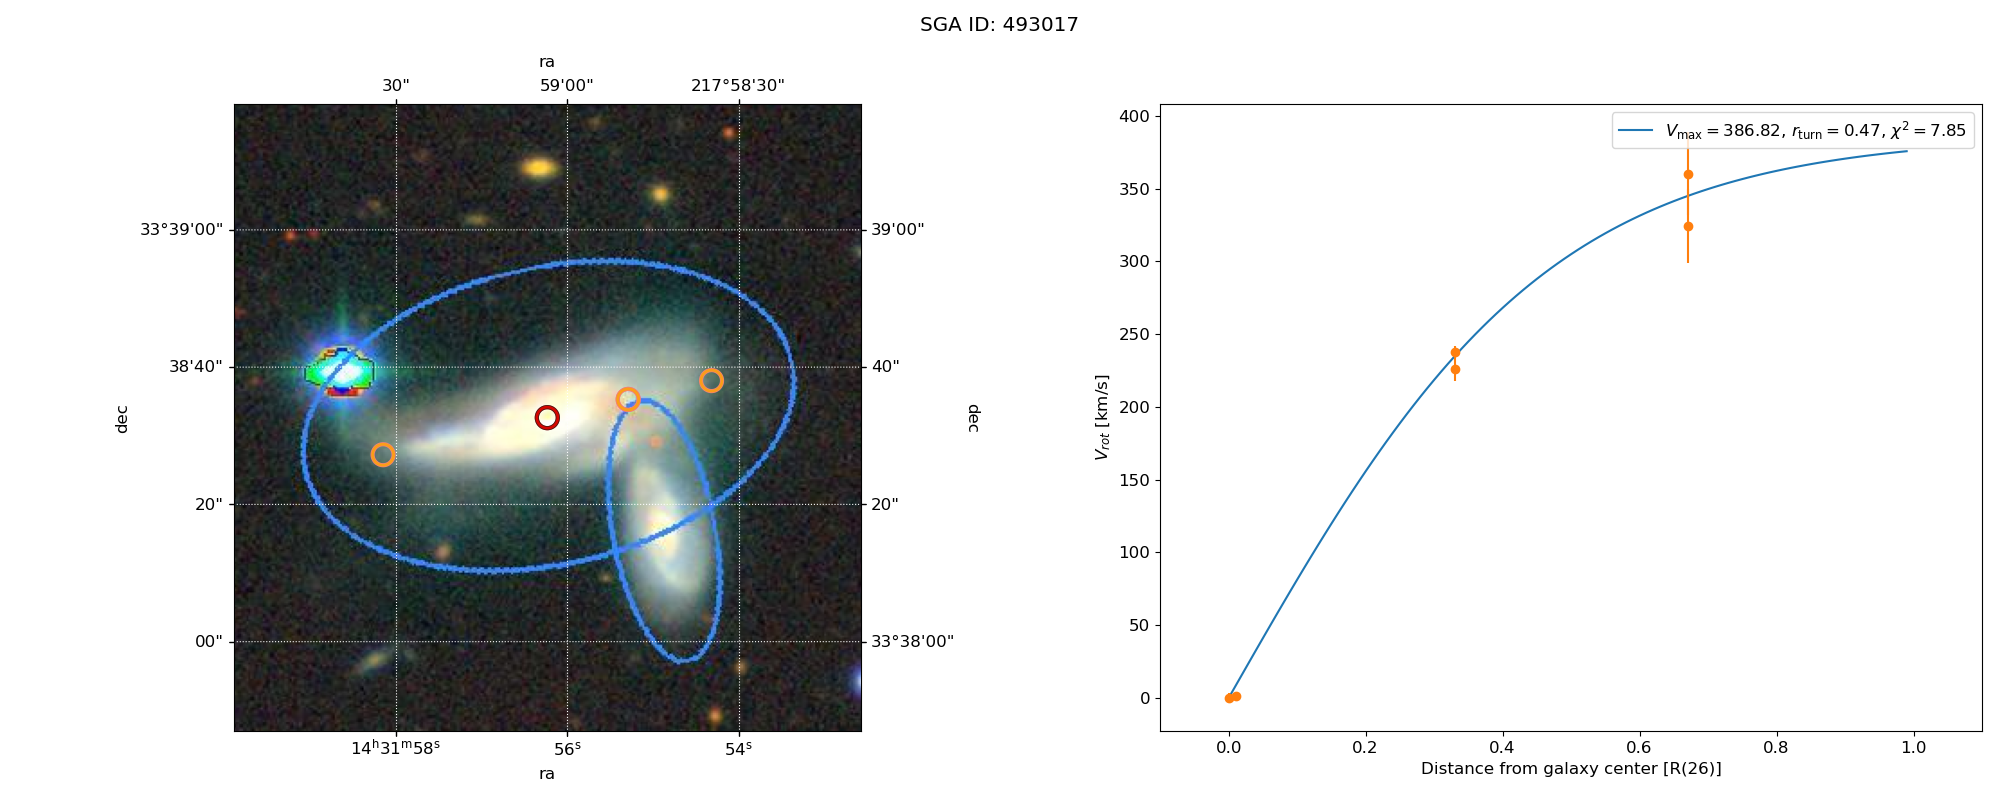 SGA ID: 493017
ra
30" 59'00" 217°58'30"
33°39'00" 39'00"
38'40" 40"
dec dec
20" 20"
00" 33°38'00"
14ʰ31ᵐ58ˢ 56ˢ 54ˢ
ra
400
350
300
250
200
150
100
50
0
V_rot [km/s]
V_max = 386.82, r_turn = 0.47, χ² = 7.85
0.0 0.2 0.4 0.6 0.8 1.0
Distance from galaxy center [R(26)]